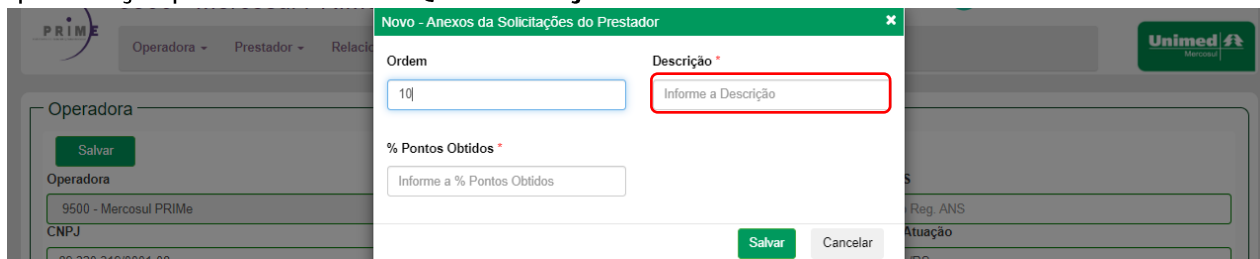 Novo - Anexos da Solicitações do Prestador ×
PRIME
Operadora Prestador
Unimed
Mercosul
Ordem
Descrição *
10
Informe a Descrição
Operadora
Salvar
% Pontos Obtidos *
Operadora
Informe a % Pontos Obtidos
9500 - Mercosul PRIMe
Reg. ANS
CNPJ
Atuação
Salvar Cancelar